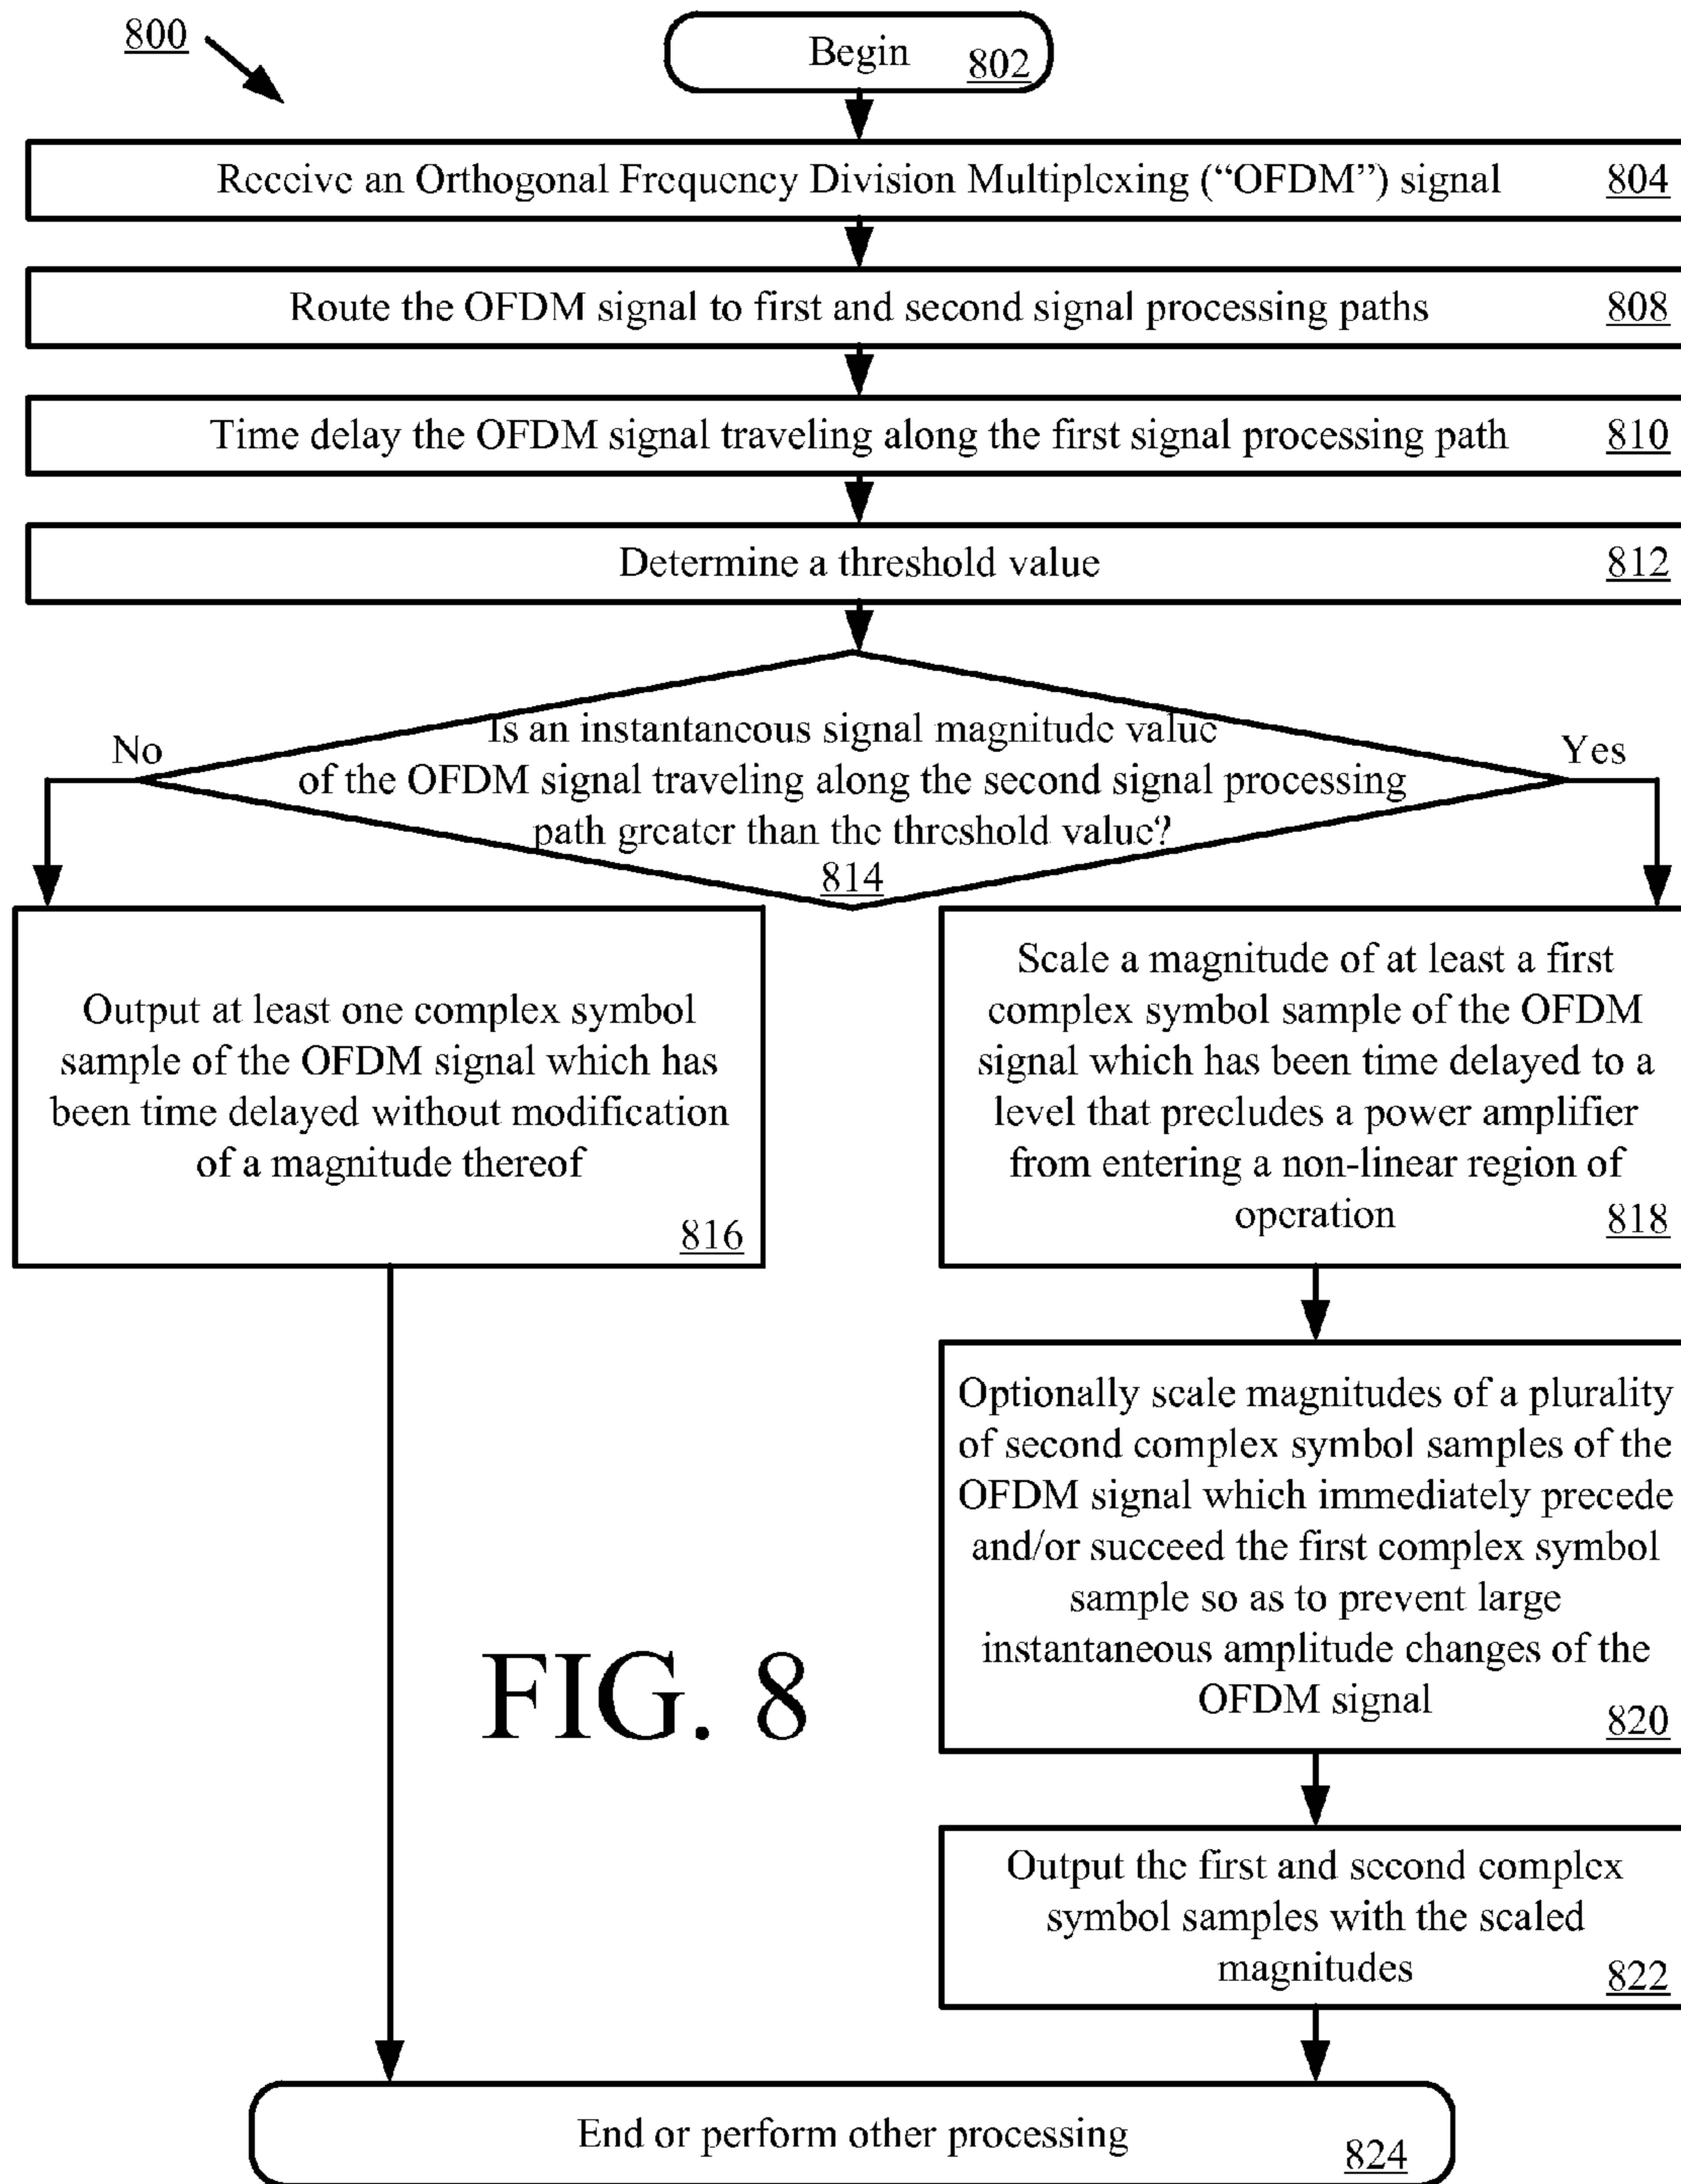 800
Begin 802
Receive an Orthogonal Frequency Division Multiplexing (“OFDM”) signal 804
Route the OFDM signal to first and second signal processing paths 808
Time delay the OFDM signal traveling along the first signal processing path 810
Determine a threshold value 812
Is an instantaneous signal magnitude value
of the OFDM signal traveling along the second signal processing
path greater than the threshold value?
814
No
Yes
Output at least one complex symbol
sample of the OFDM signal which has
been time delayed without modification
of a magnitude thereof
816
Scale a magnitude of at least a first
complex symbol sample of the OFDM
signal which has been time delayed to a
level that precludes a power amplifier
from entering a non-linear region of
operation 818
Optionally scale magnitudes of a plurality
of second complex symbol samples of the
OFDM signal which immediately precede
and/or succeed the first complex symbol
sample so as to prevent large
instantaneous amplitude changes of the
OFDM signal 820
Output the first and second complex
symbol samples with the scaled
magnitudes 822
End or perform other processing 824
FIG. 8